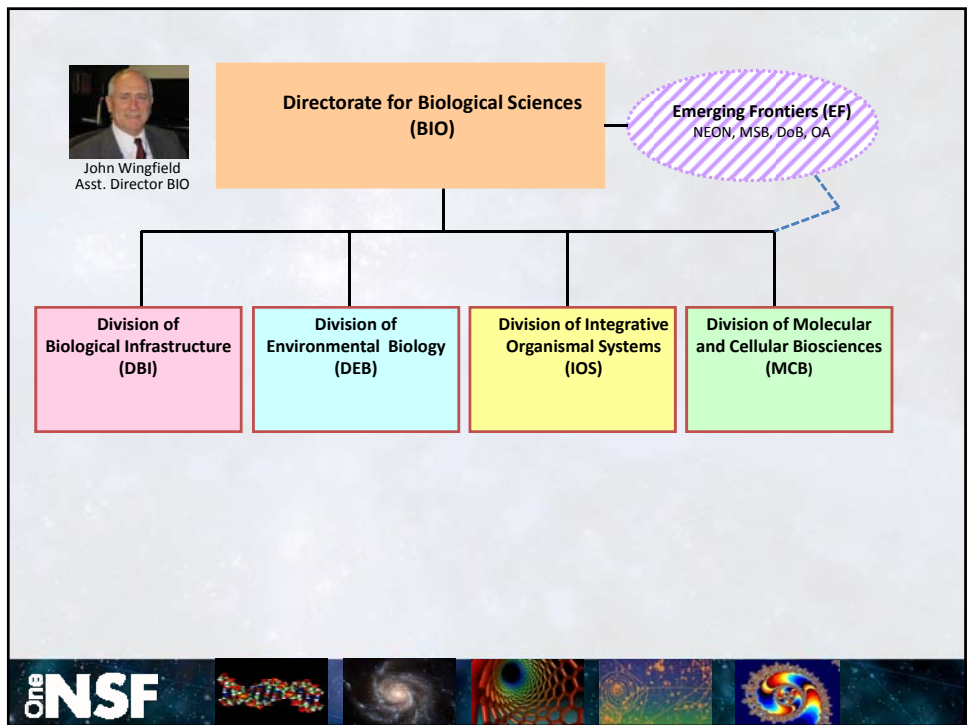 Directorate for Biological Sciences
(BIO)
Emerging Frontiers (EF)
NEON, MSB, DoB, OA
John Wingfield
Asst. Director BIO
Division of
Biological Infrastructure
(DBI)
Division of
Environmental Biology
(DEB)
Division of Integrative
Organismal Systems
(IOS)
Division of Molecular
and Cellular Biosciences
(MCB)
One NSF